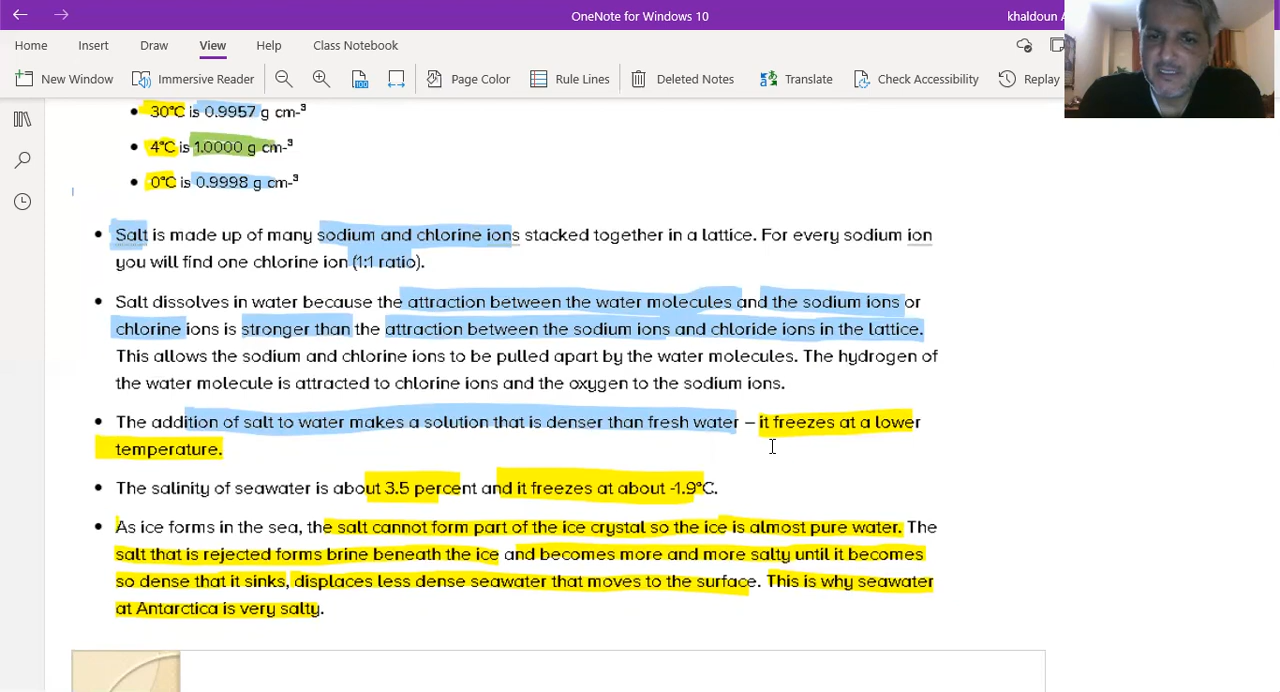 OneNote for Windows 10
khaldoun
Home Insert Draw View Help Class Notebook
New Window Immersive Reader Page Color Rule Lines Deleted Notes Translate Check Accessibility Replay
• 30°C is 0.9957 g cm-³
• 4°C is 1.0000 g cm-³
• 0°C is 0.9998 g cm-³
• Salt is made up of many sodium and chlorine ions stacked together in a lattice. For every sodium ion
you will find one chlorine ion (1:1 ratio).
• Salt dissolves in water because the attraction between the water molecules and the sodium ions or
chlorine ions is stronger than the attraction between the sodium ions and chloride ions in the lattice.
This allows the sodium and chlorine ions to be pulled apart by the water molecules. The hydrogen of
the water molecule is attracted to chlorine ions and the oxygen to the sodium ions.
• The addition of salt to water makes a solution that is denser than fresh water – it freezes at a lower
temperature.
• The salinity of seawater is about 3.5 percent and it freezes at about -1.9°C.
• As ice forms in the sea, the salt cannot form part of the ice crystal so the ice is almost pure water. The
salt that is rejected forms brine beneath the ice and becomes more and more salty until it becomes
so dense that it sinks, displaces less dense seawater that moves to the surface. This is why seawater
at Antarctica is very salty.